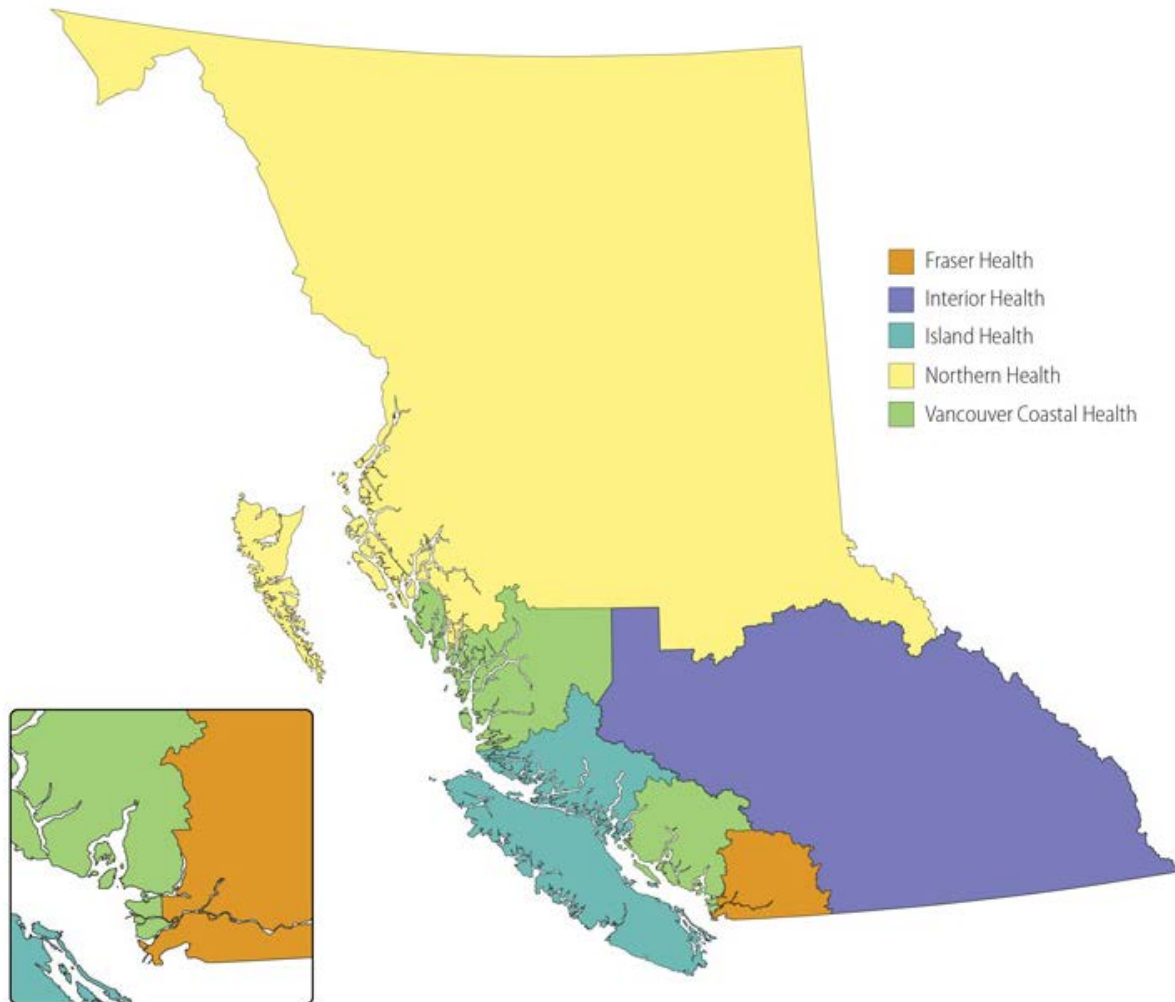 Fraser Health
Interior Health
Island Health
Northern Health
Vancouver Coastal Health